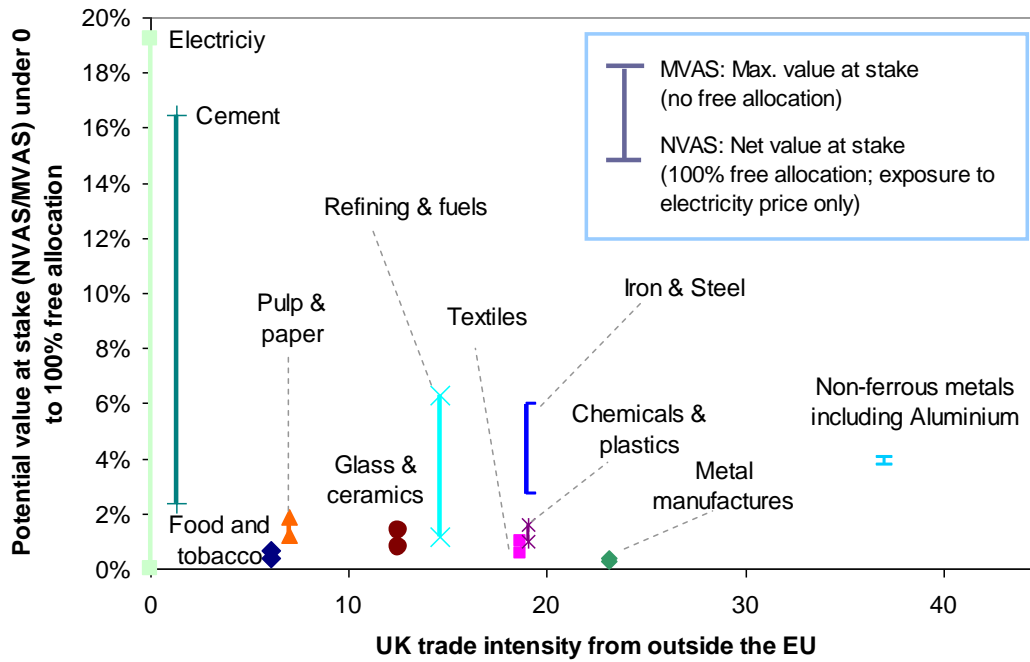 Potential value at stake (NVAS/MVAS) under 0
to 100% free allocation
20%
18%
16%
14%
12%
10%
8%
6%
4%
2%
0%
Electriciy
Cement
MVAS: Max. value at stake
(no free allocation)
NVAS: Net value at stake
(100% free allocation; exposure to
electricity price only)
Refining & fuels
Pulp &
paper
Textiles
Iron & Steel
Glass &
ceramics
Chemicals &
plastics
Non-ferrous metals
including Aluminium
Metal
manufactures
Food and
tobacco
0
10
20
30
40
UK trade intensity from outside the EU